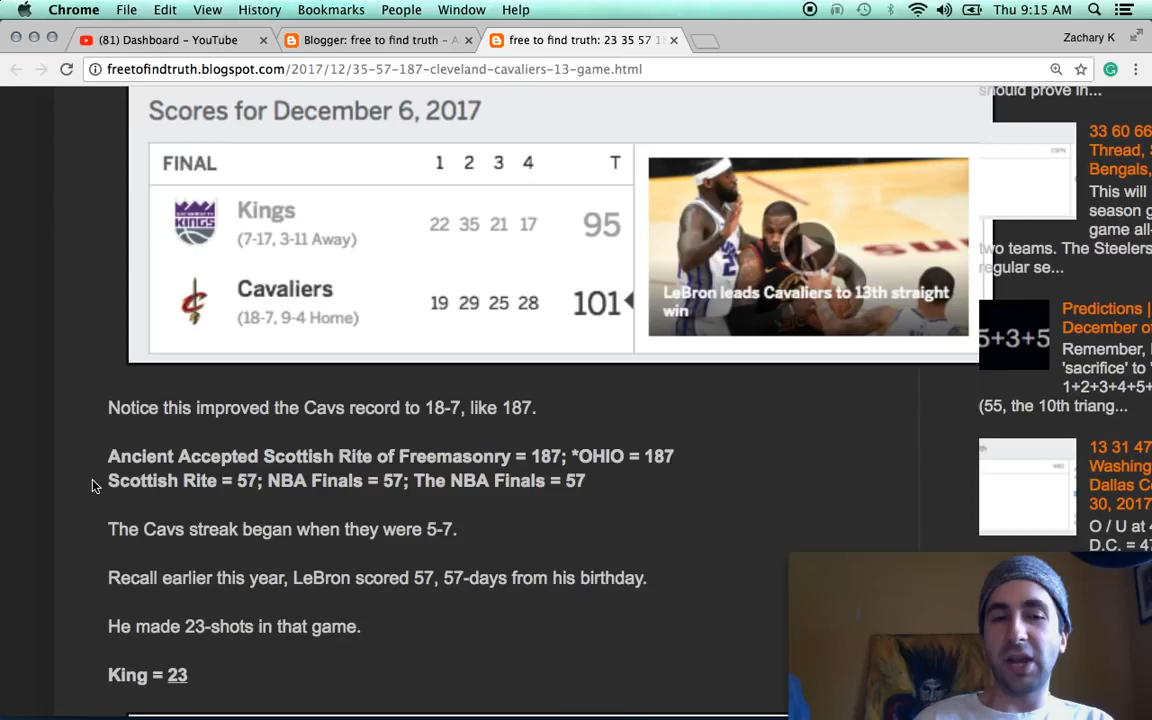 Chrome File Edit View History Bookmarks People Window Help Thu 9:15 AM
(81) Dashboard – YouTube × Blogger: free to find truth – A × free to find truth: 23 35 57 18 × Zachary K
freetofindtruth.blogspot.com/2017/12/35-57-187-cleveland-cavaliers-13-game.html
Scores for December 6, 2017
FINAL 1 2 3 4 T
KINGS
Kings 22 35 21 17 95
(7-17, 3-11 Away)
Cavaliers 19 29 25 28 101
(18-7, 9-4 Home)
LeBron leads Cavaliers to 13th straight
win
Notice this improved the Cavs record to 18-7, like 187.
Ancient Accepted Scottish Rite of Freemasonry = 187; *OHIO = 187
Scottish Rite = 57; NBA Finals = 57; The NBA Finals = 57
The Cavs streak began when they were 5-7.
Recall earlier this year, LeBron scored 57, 57-days from his birthday.
He made 23-shots in that game.
King = 23
should prove in...
33 60 66
Thread,
Bengals,
This will
season g
game all-
two teams. The Steelers
regular se...
5+3+5
Predictions |
December of
Remember,
'sacrifice' to
1+2+3+4+5+
(55, the 10th triang...
13 31 47
Washing
Dallas Co
30, 2017
O / U at
D.C. = 47